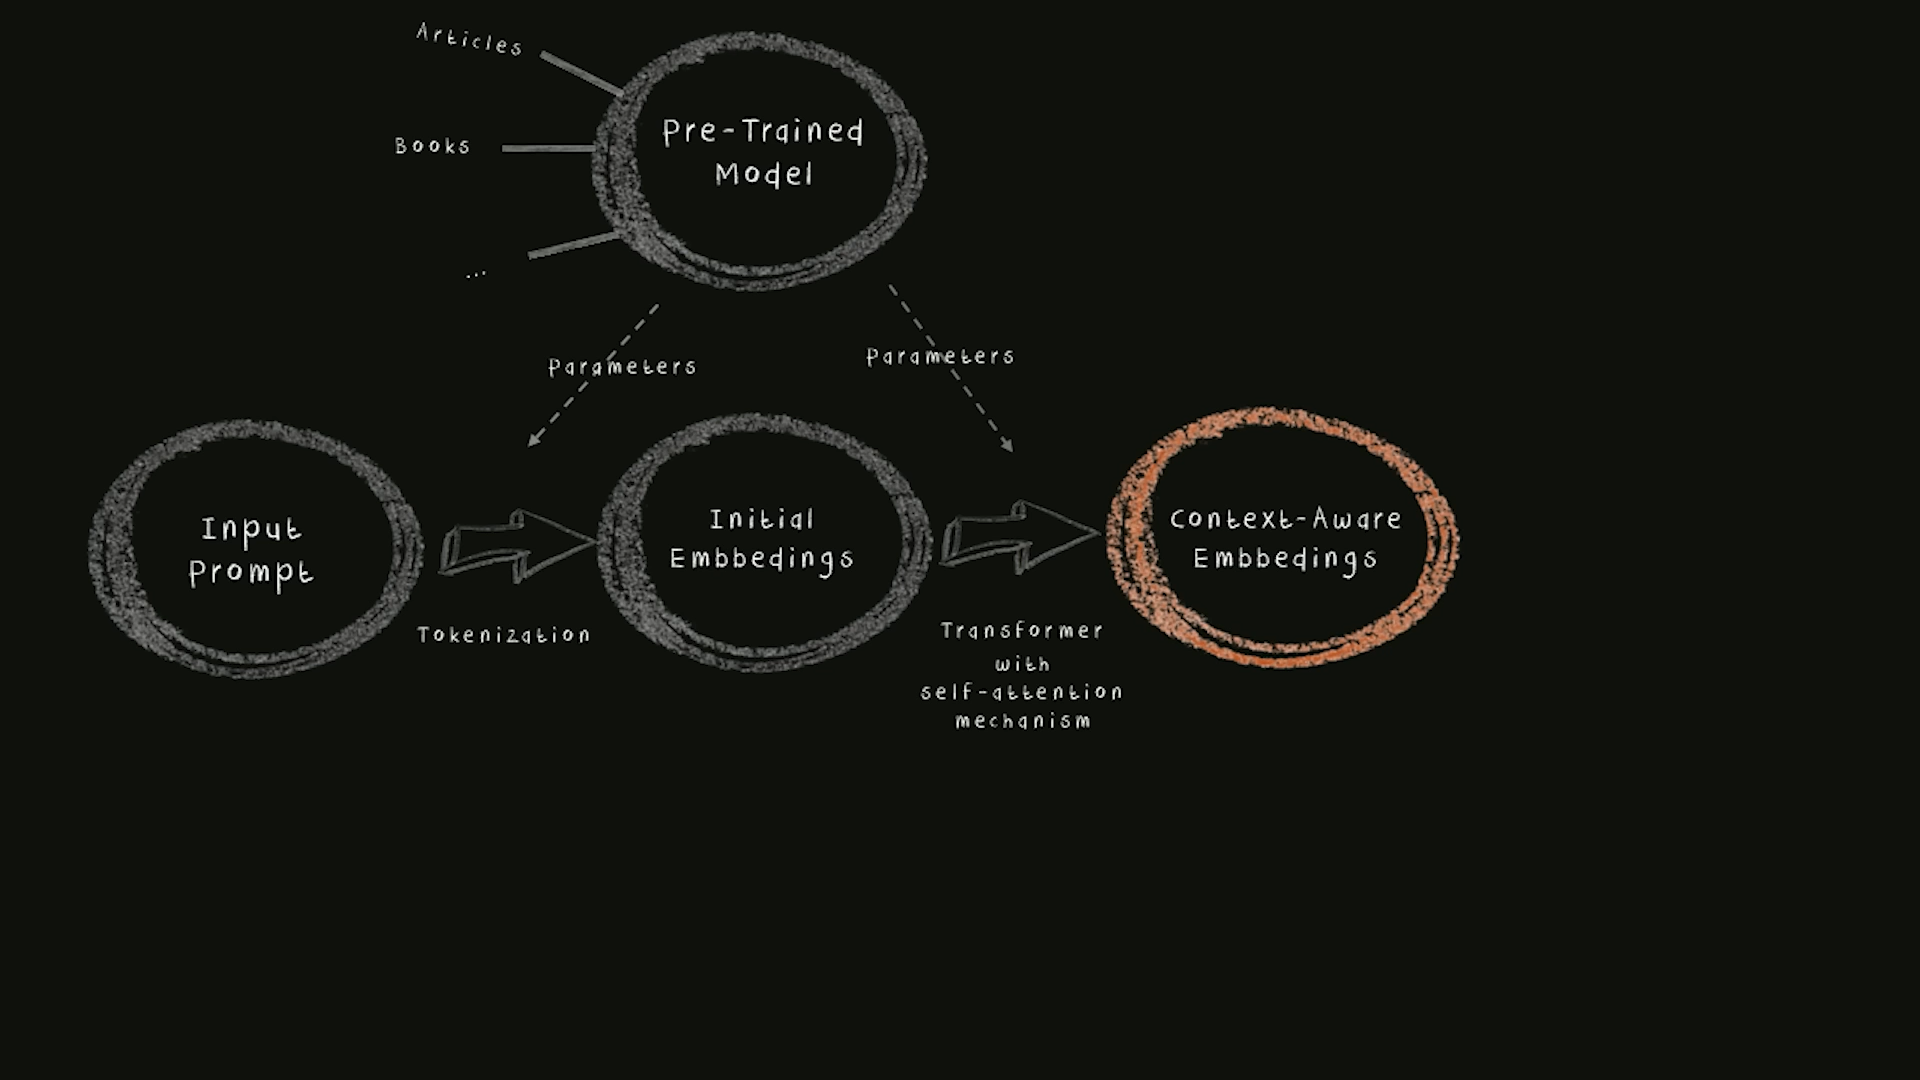 Articles
Books
...
Pre-Trained
Model
Parameters
Parameters
Input
Prompt
Tokenization
Initial
Embbedings
Transformer
with
self-attention
mechanism
Context-Aware
Embbedings